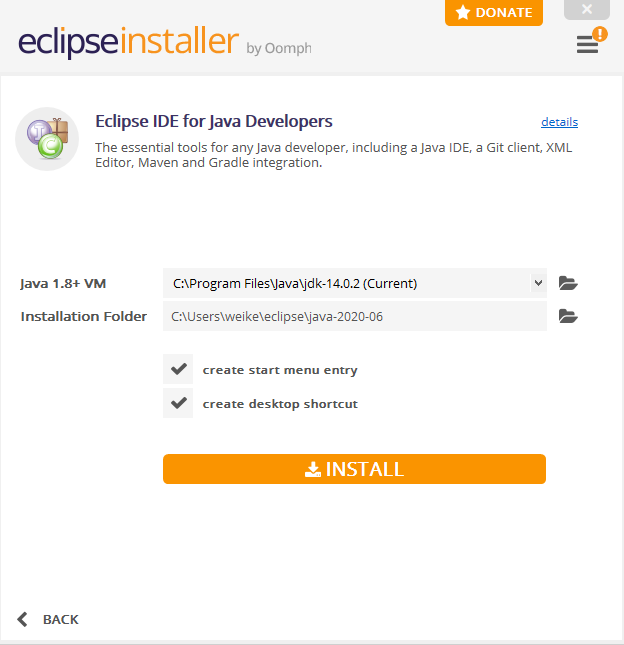 DONATE
eclipseinstaller by Oomph
Eclipse IDE for Java Developers
details
The essential tools for any Java developer, including a Java IDE, a Git client, XML
Editor, Maven and Gradle integration.
Java 1.8+ VM
C:\Program Files\Java\jdk-14.0.2 (Current)
Installation Folder
C:\Users\weike\eclipse\java-2020-06
create start menu entry
create desktop shortcut
INSTALL
BACK